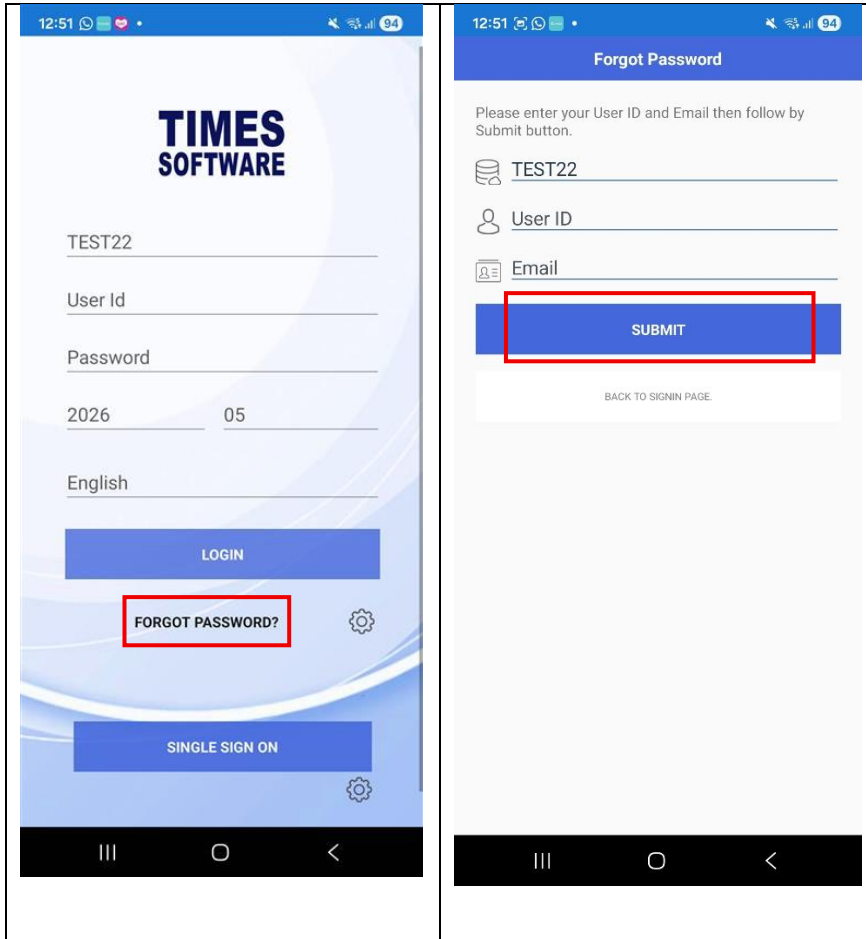 12:51
94
TIMES
SOFTWARE
TEST22
User Id
Password
2026 05
English
LOGIN
FORGOT PASSWORD?
SINGLE SIGN ON
12:51
94
Forgot Password
Please enter your User ID and Email then follow by
Submit button.
TEST22
User ID
Email
SUBMIT
BACK TO SIGNIN PAGE.